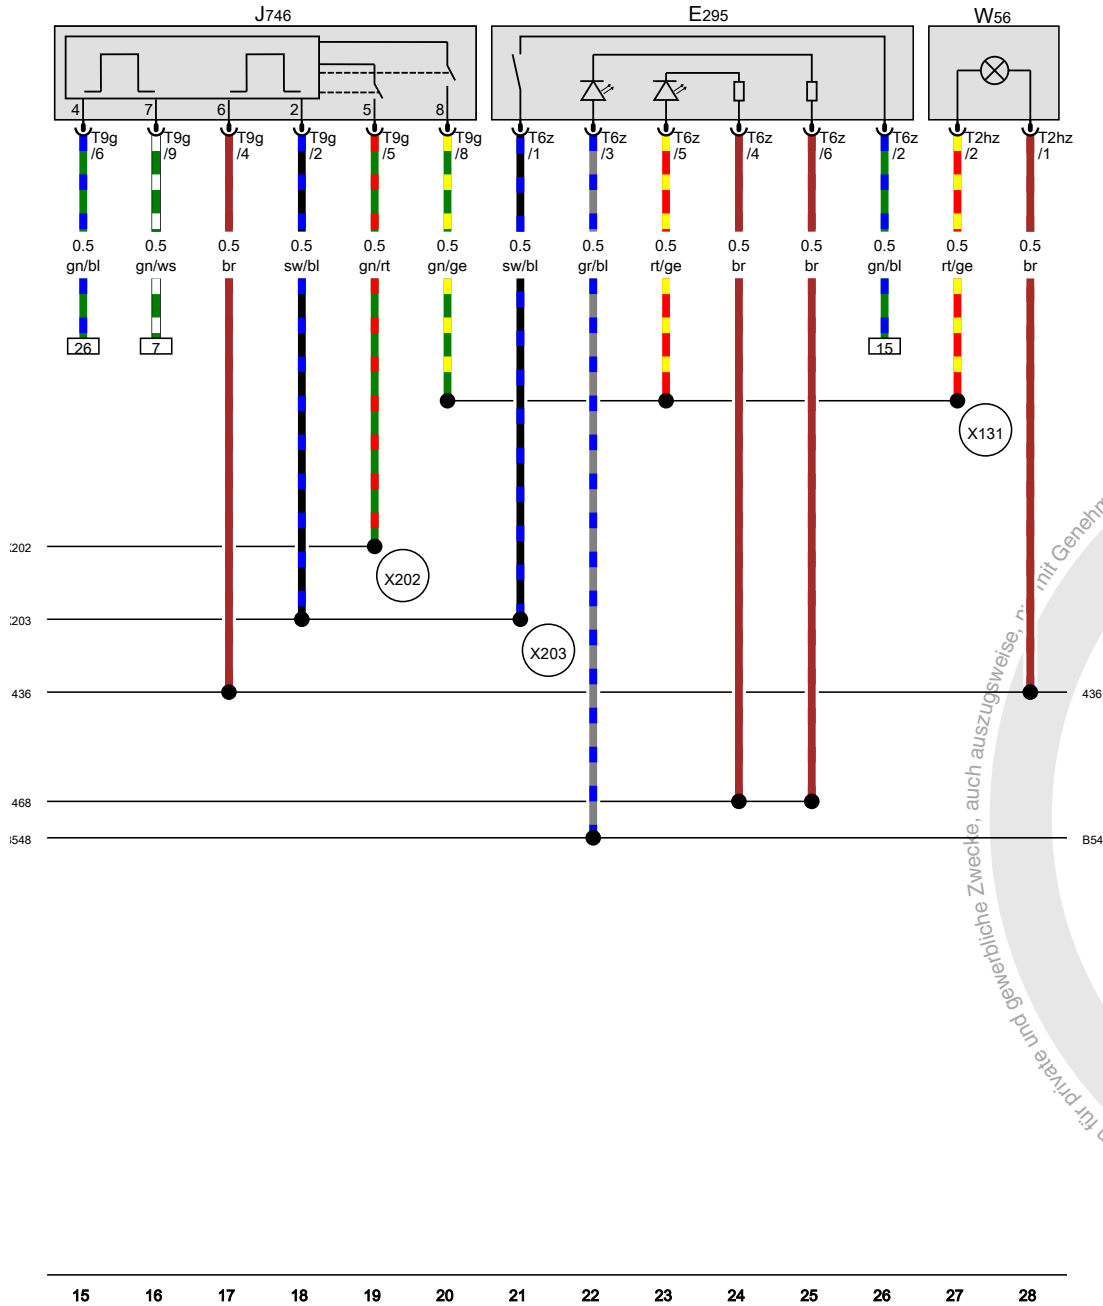 J746 E295 W56
4 7 6 2 5 8
T9g T9g T9g T9g T9g T9g T6z T6z T6z T6z T6z T6z T2hz T2hz
/6 /9 /4 /2 /5 /8 /1 /3 /5 /4 /6 /2 /2 /1
0.5 0.5 0.5 0.5 0.5 0.5 0.5 0.5 0.5 0.5 0.5 0.5 0.5 0.5
gn/bl gn/ws br sw/bl gn/rt gn/ge sw/bl gr/bl rt/ge br br gn/bl rt/ge br
26 7 15
X131
202
X202
203
X203
436 436
468
548 B54
mit Genehm
für private und gewerbliche Zwecke, auch auszugsweise,
15 16 17 18 19 20 21 22 23 24 25 26 27 28